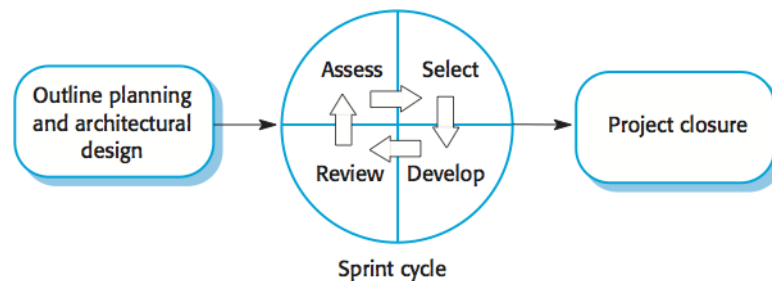 Outline planning
and architectural
design
Assess
Select
Review
Develop
Project closure
Sprint cycle